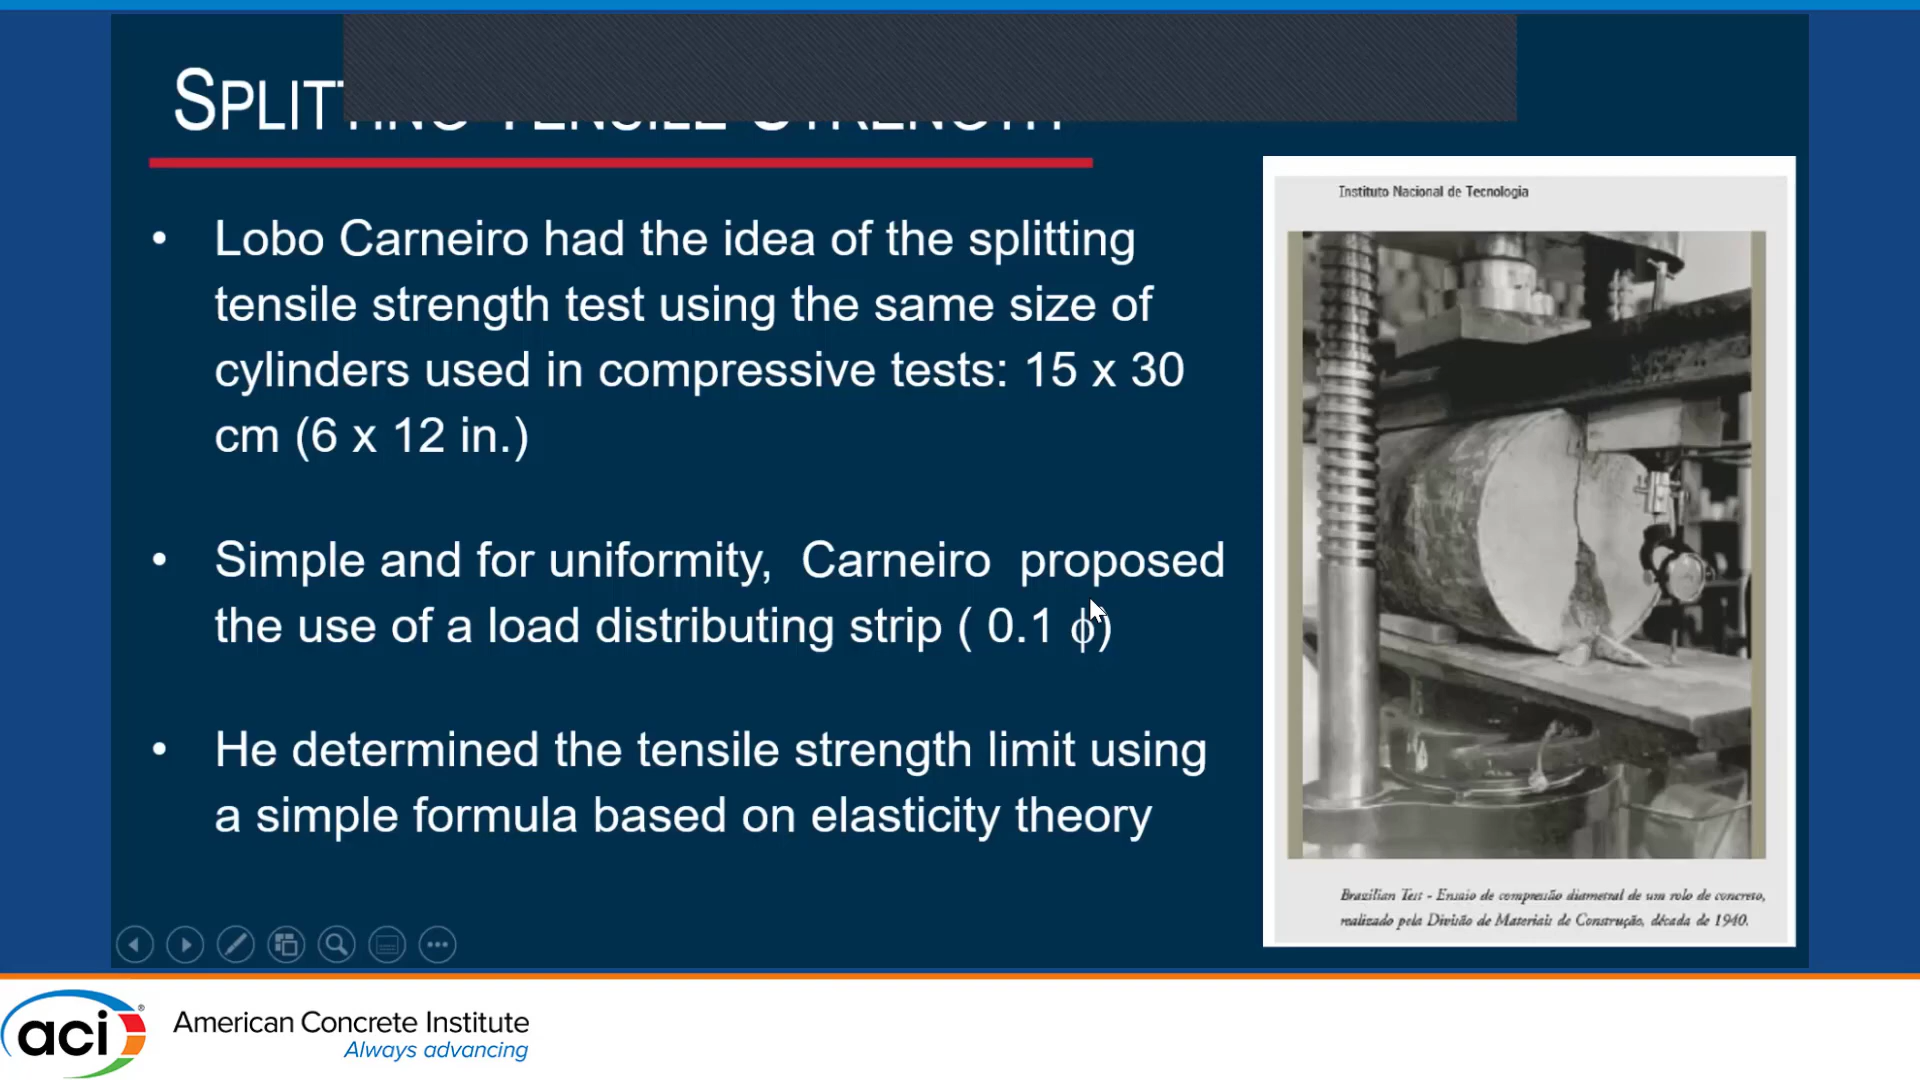 SPLITTING TENSILE STRENGTH
• Lobo Carneiro had the idea of the splitting
tensile strength test using the same size of
cylinders used in compressive tests: 15 x 30
cm (6 x 12 in.)
• Simple and for uniformity, Carneiro proposed
the use of a load distributing strip ( 0.1 ϕ)
• He determined the tensile strength limit using
a simple formula based on elasticity theory
Instituto Nacional de Tecnologia
Brazilian Test - Ensaio de compressão diametral de um rolo de concreto,
realizado pela Divisão de Materiais de Construção, década de 1940.
aci®
American Concrete Institute
Always advancing